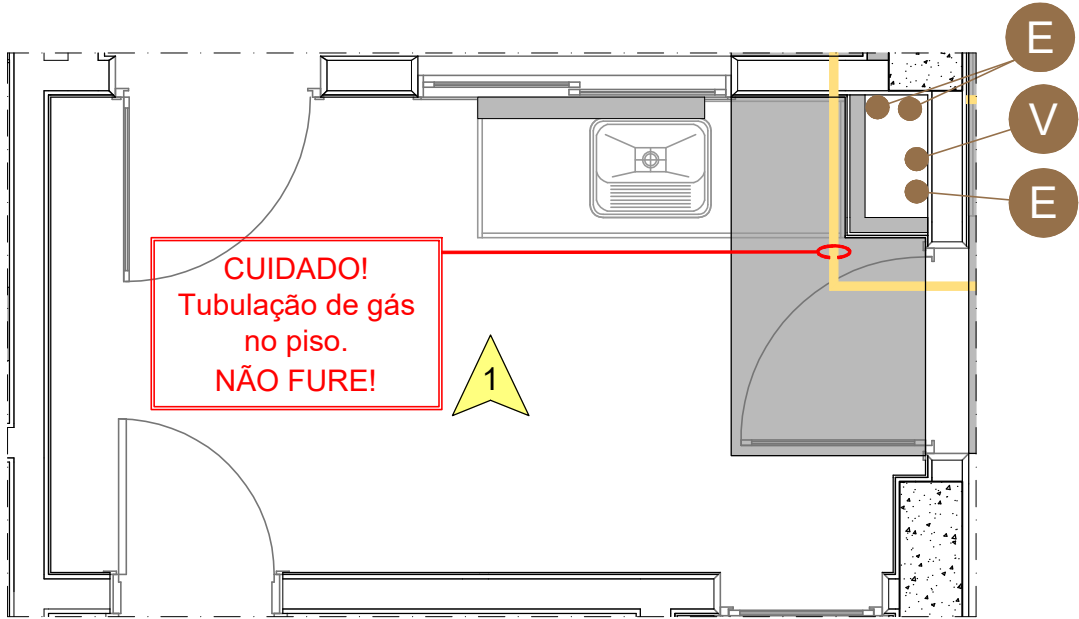 E
V
E
CUIDADO!
Tubulação de gás
no piso.
NÃO FURE!
1